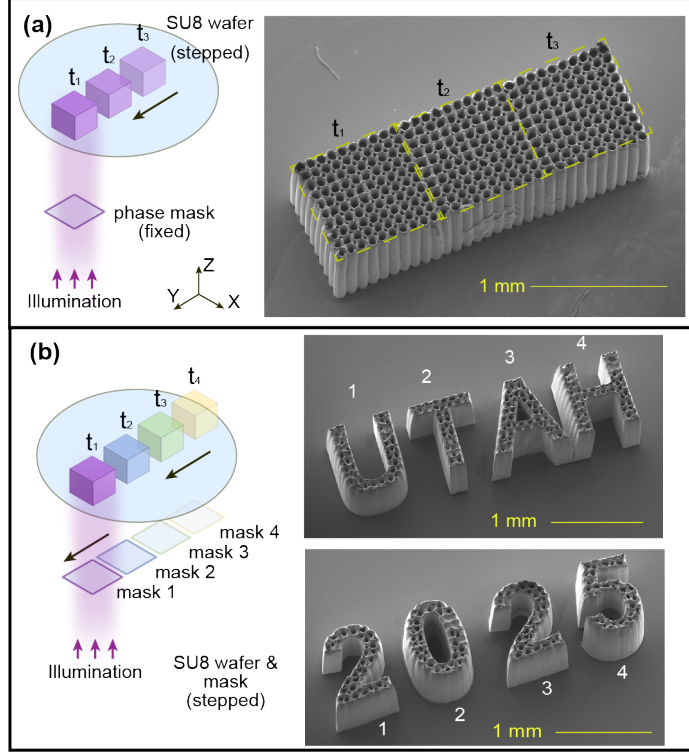 (a)
SU8 wafer
(stepped)
t3
t2
t1
phase mask
(fixed)
Illumination
Z
Y
X
t1
t2
t3
1 mm
(b)
t4
t3
t2
t1
mask 4
mask 3
mask 2
mask 1
Illumination
SU8 wafer &
mask
(stepped)
1
2
3
4
UTAH
1 mm
2025
1
2
3
4
1 mm